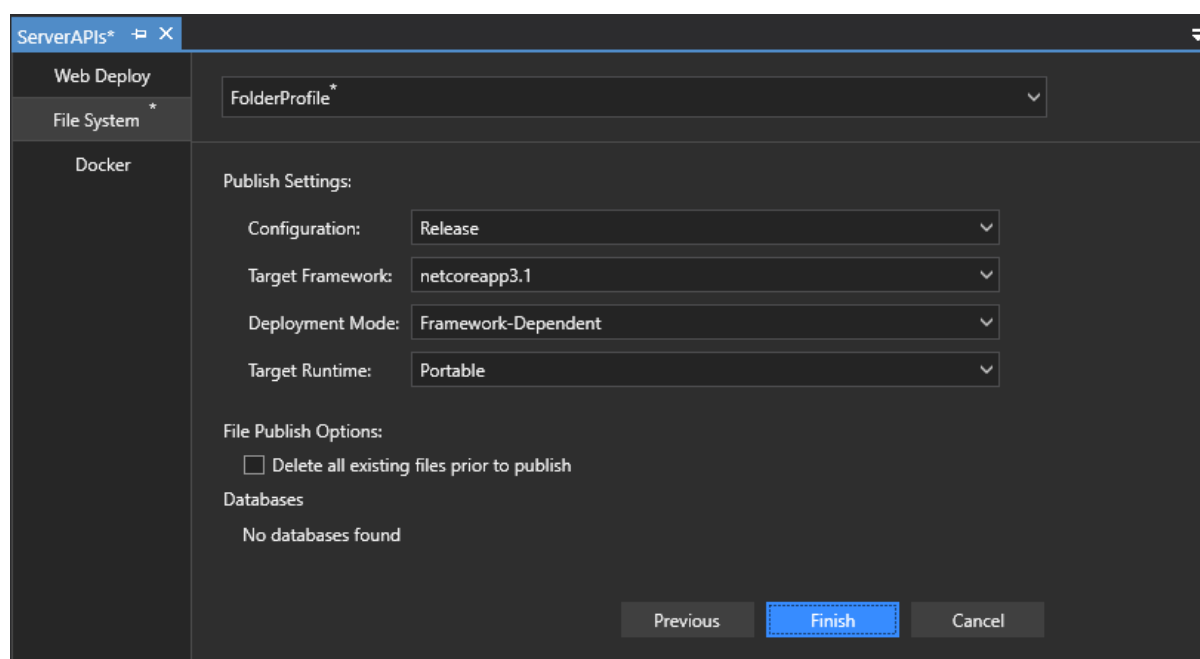 ServerAPIs*
Web Deploy
File System *
Docker
FolderProfile*
Publish Settings:
Configuration: Release
Target Framework: netcoreapp3.1
Deployment Mode: Framework-Dependent
Target Runtime: Portable
File Publish Options:
Delete all existing files prior to publish
Databases
No databases found
Previous Finish Cancel